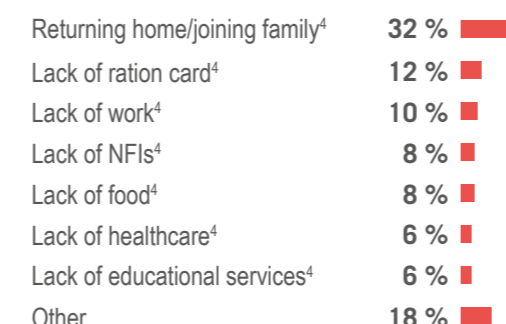 Returning home/joining family⁴ 32 %
Lack of ration card⁴ 12 %
Lack of work⁴ 10 %
Lack of NFIs⁴ 8 %
Lack of food⁴ 8 %
Lack of healthcare⁴ 6 %
Lack of educational services⁴ 6 %
Other 18 %